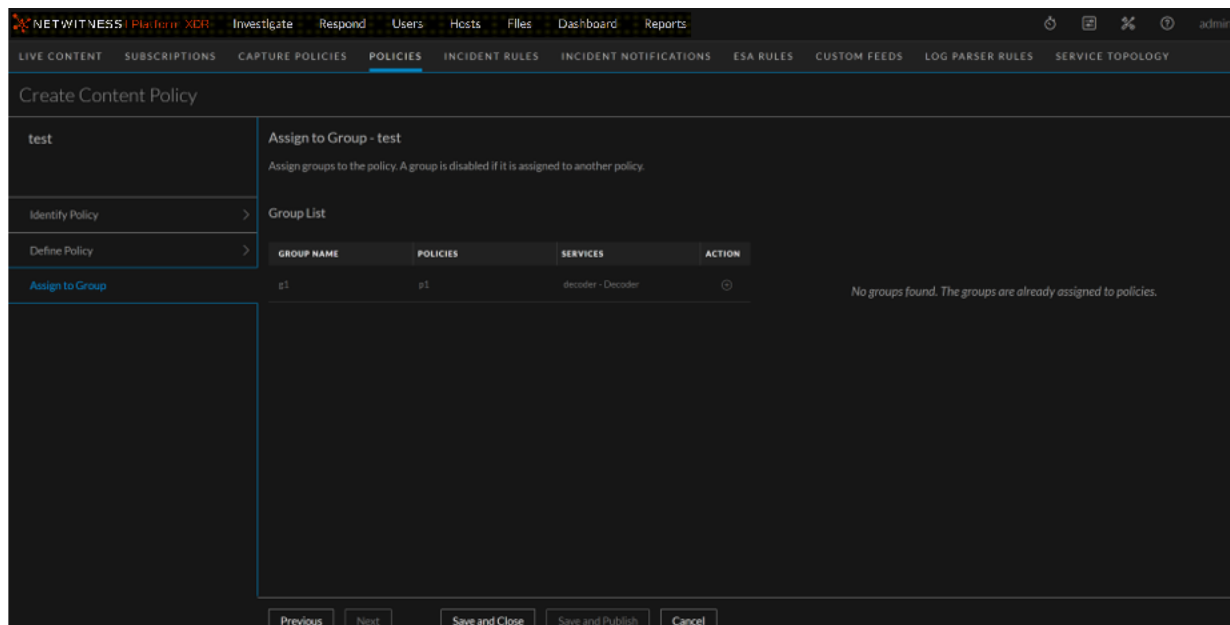 NETWITNESS Platform XDR Investigate Respond Users Hosts Files Dashboard Reports admin
LIVE CONTENT SUBSCRIPTIONS CAPTURE POLICIES POLICIES INCIDENT RULES INCIDENT NOTIFICATIONS ESA RULES CUSTOM FEEDS LOG PARSER RULES SERVICE TOPOLOGY
Create Content Policy
test
Assign to Group - test
Assign groups to the policy. A group is disabled if it is assigned to another policy.
Identify Policy
Group List
Define Policy
GROUP NAME POLICIES SERVICES ACTION
Assign to Group
g1 p1 decoder - Decoder
No groups found. The groups are already assigned to policies.
Previous Next Save and Close Save and Publish Cancel